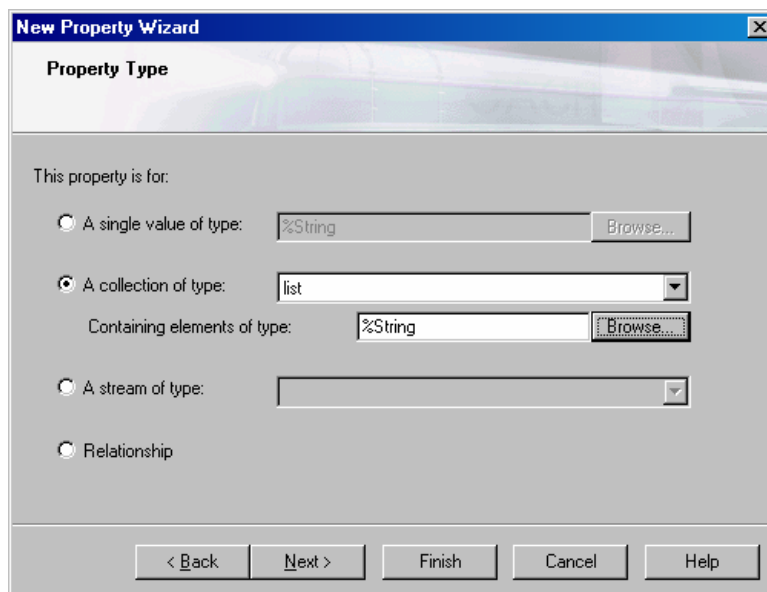 New Property Wizard
Property Type
This property is for:
A single value of type: %String Browse...
A collection of type: list
Containing elements of type: %String Browse...
A stream of type:
Relationship
< Back Next > Finish Cancel Help